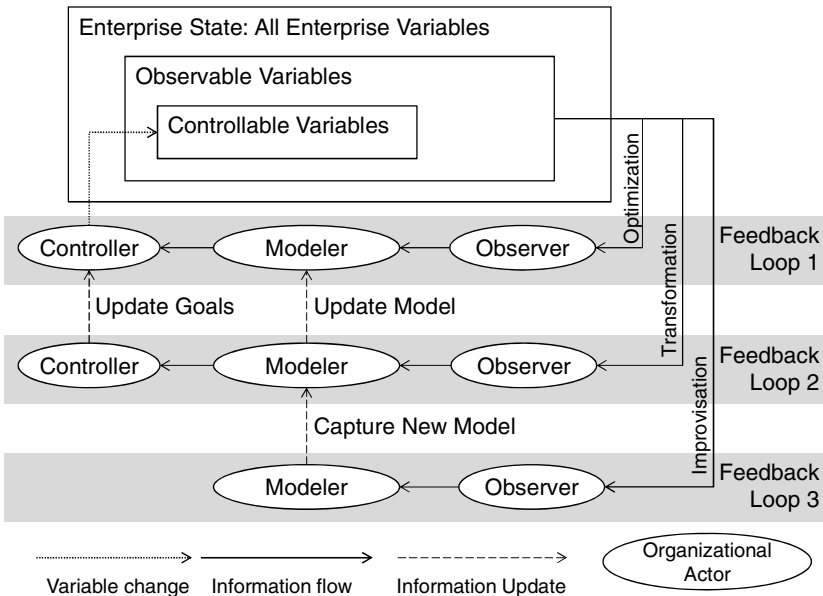 Enterprise State: All Enterprise Variables
Observable Variables
Controllable Variables
Optimization
Transformation
Improvisation
Controller
Modeler
Observer
Feedback
Loop 1
Update Goals
Update Model
Controller
Modeler
Observer
Feedback
Loop 2
Capture New Model
Modeler
Observer
Feedback
Loop 3
Variable change
Information flow
Information Update
Organizational
Actor